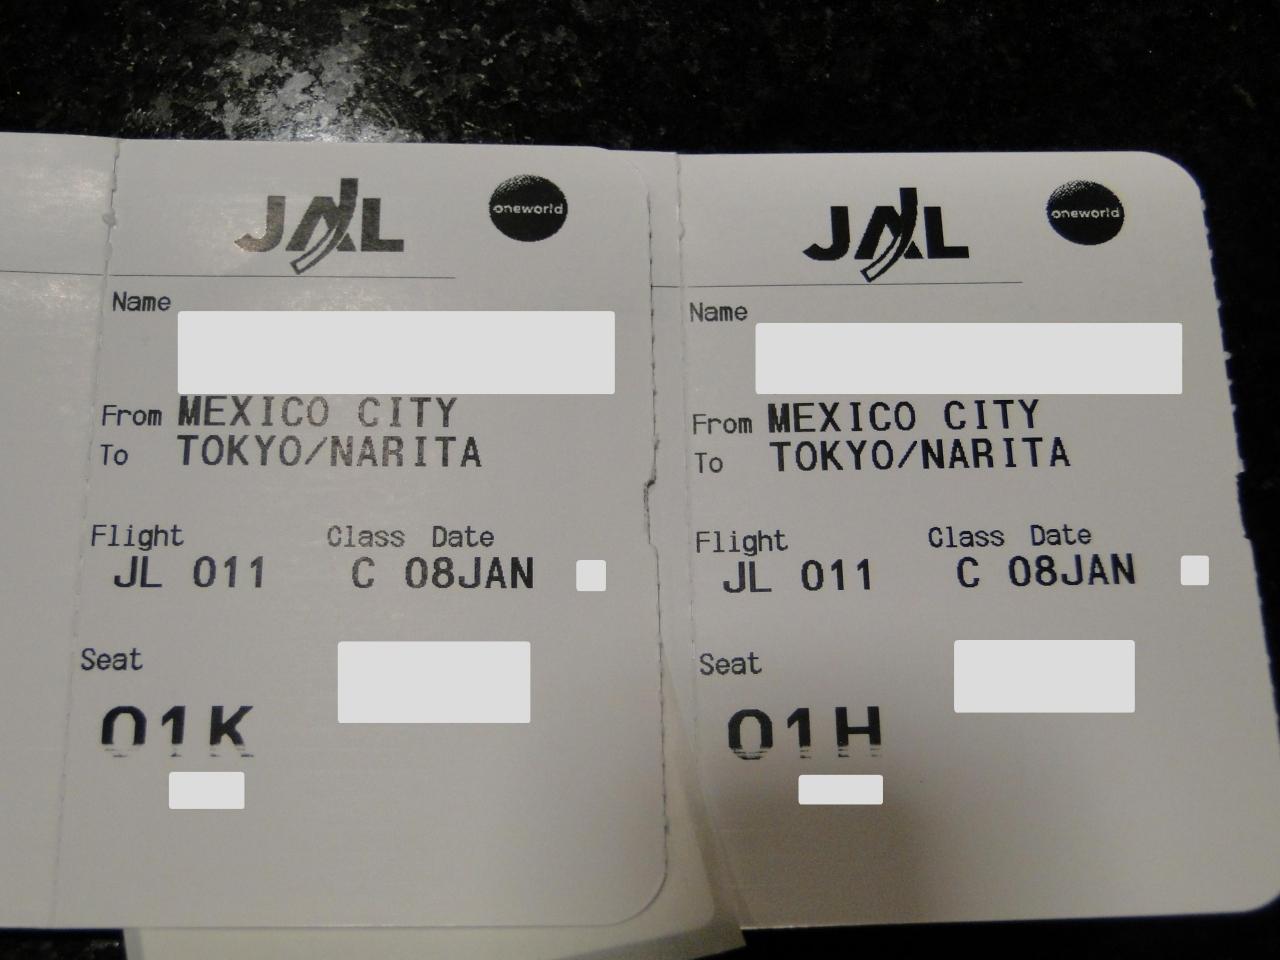 JAL oneworld
Name
From MEXICO CITY
To TOKYO/NARITA
Flight Class Date
JL 011 C 08JAN
Seat
01K
JAL oneworld
Name
From MEXICO CITY
To TOKYO/NARITA
Flight Class Date
JL 011 C 08JAN
Seat
01H